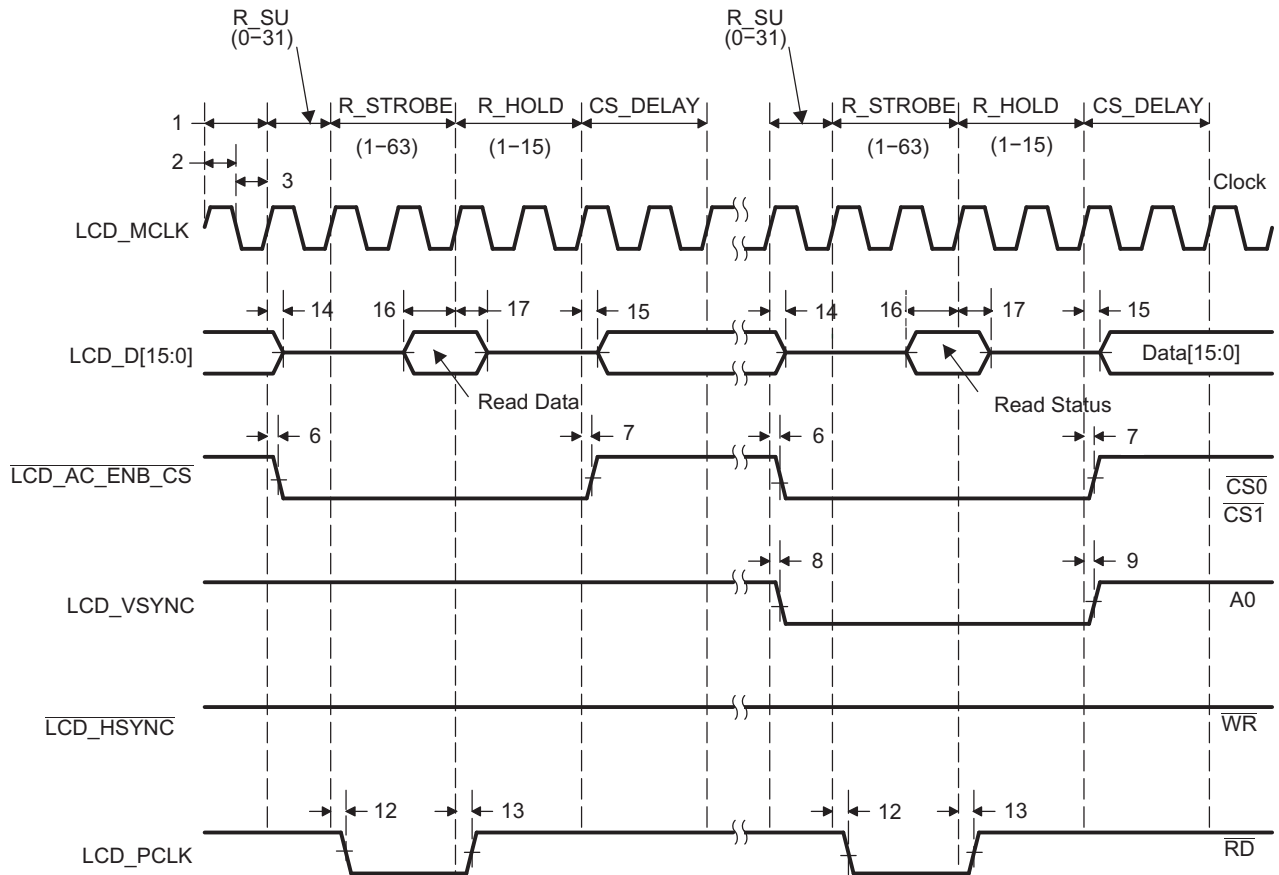 R_SU
(0−31)
R_SU
(0−31)
1
R_STROBE
R_HOLD
CS_DELAY
R_STROBE
R_HOLD
CS_DELAY
(1−63)
(1−15)
(1−63)
(1−15)
2
3
Clock
LCD_MCLK
14
16
17
15
14
16
17
15
LCD_D[15:0]
Data[15:0]
Read Data
Read Status
6
7
6
7
LCD_AC_ENB_CS
CS0
CS1
8
9
LCD_VSYNC
A0
LCD_HSYNC
WR
12
13
12
13
LCD_PCLK
RD